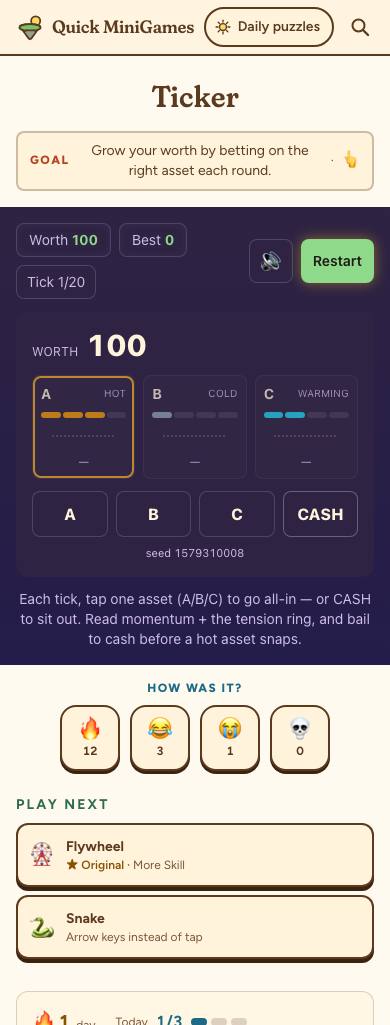 Quick MiniGames
Daily puzzles
Ticker
GOAL
Grow your worth by betting on the
right asset each round.
Worth 100
Best 0
Tick 1/20
Restart
WORTH 100
A HOT
B COLD
C WARMING
—
—
—
A
B
C
CASH
seed 1579310008
Each tick, tap one asset (A/B/C) to go all-in — or CASH
to sit out. Read momentum + the tension ring, and bail
to cash before a hot asset snaps.
HOW WAS IT?
12
3
1
0
PLAY NEXT
Flywheel
★ Original · More Skill
Snake
Arrow keys instead of tap
1 day Today 1/3